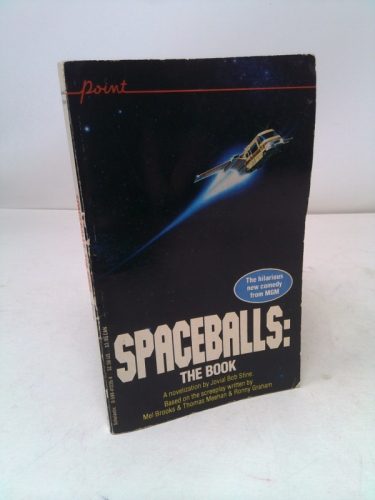 point
The hilarious
new comedy
from MGM
SPACEBALLS:
THE BOOK
A novelization by Jovial Bob Stine
Based on the screenplay written by
Mel Brooks & Thomas Meehan & Ronny Graham